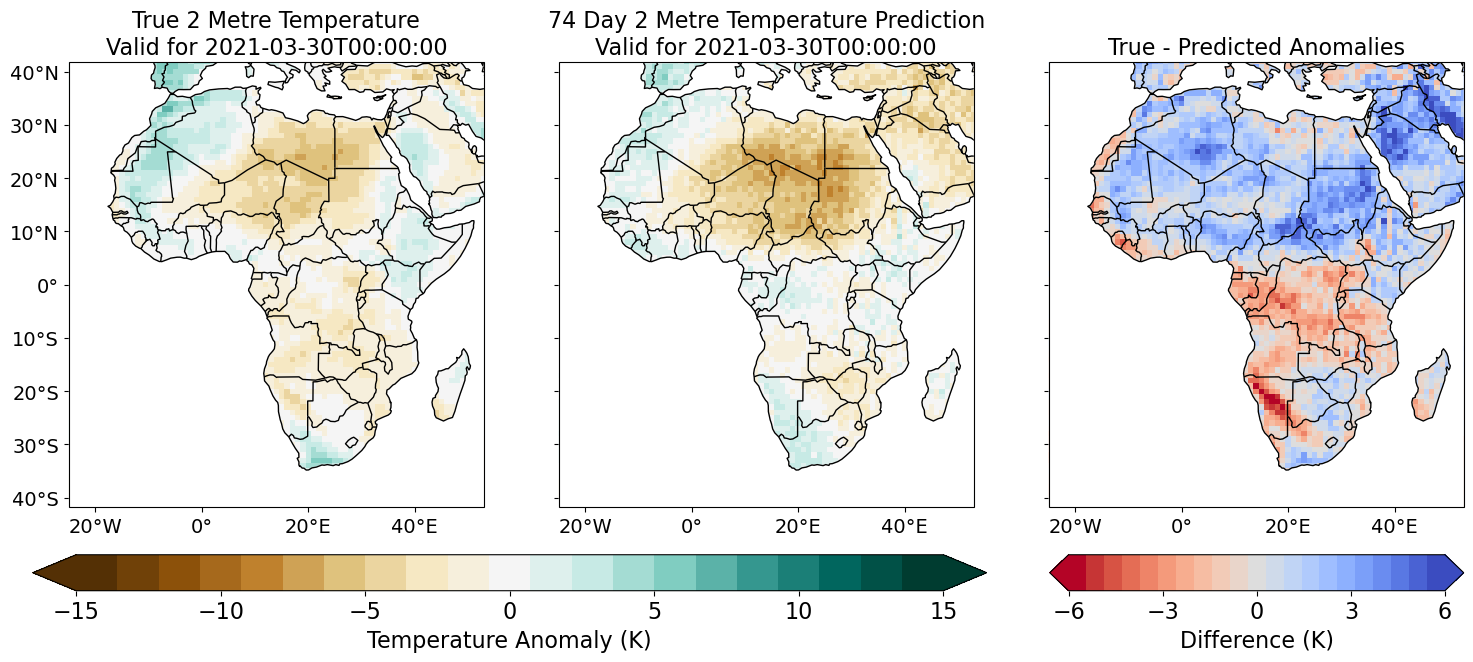 True 2 Metre Temperature
Valid for 2021-03-30T00:00:00
74 Day 2 Metre Temperature Prediction
Valid for 2021-03-30T00:00:00
True - Predicted Anomalies
40°N
30°N
20°N
10°N
0°
10°S
20°S
30°S
40°S
20°W 0° 20°E 40°E
20°W 0° 20°E 40°E
20°W 0° 20°E 40°E
−15 −10 −5 0 5 10 15
Temperature Anomaly (K)
−6 −3 0 3 6
Difference (K)